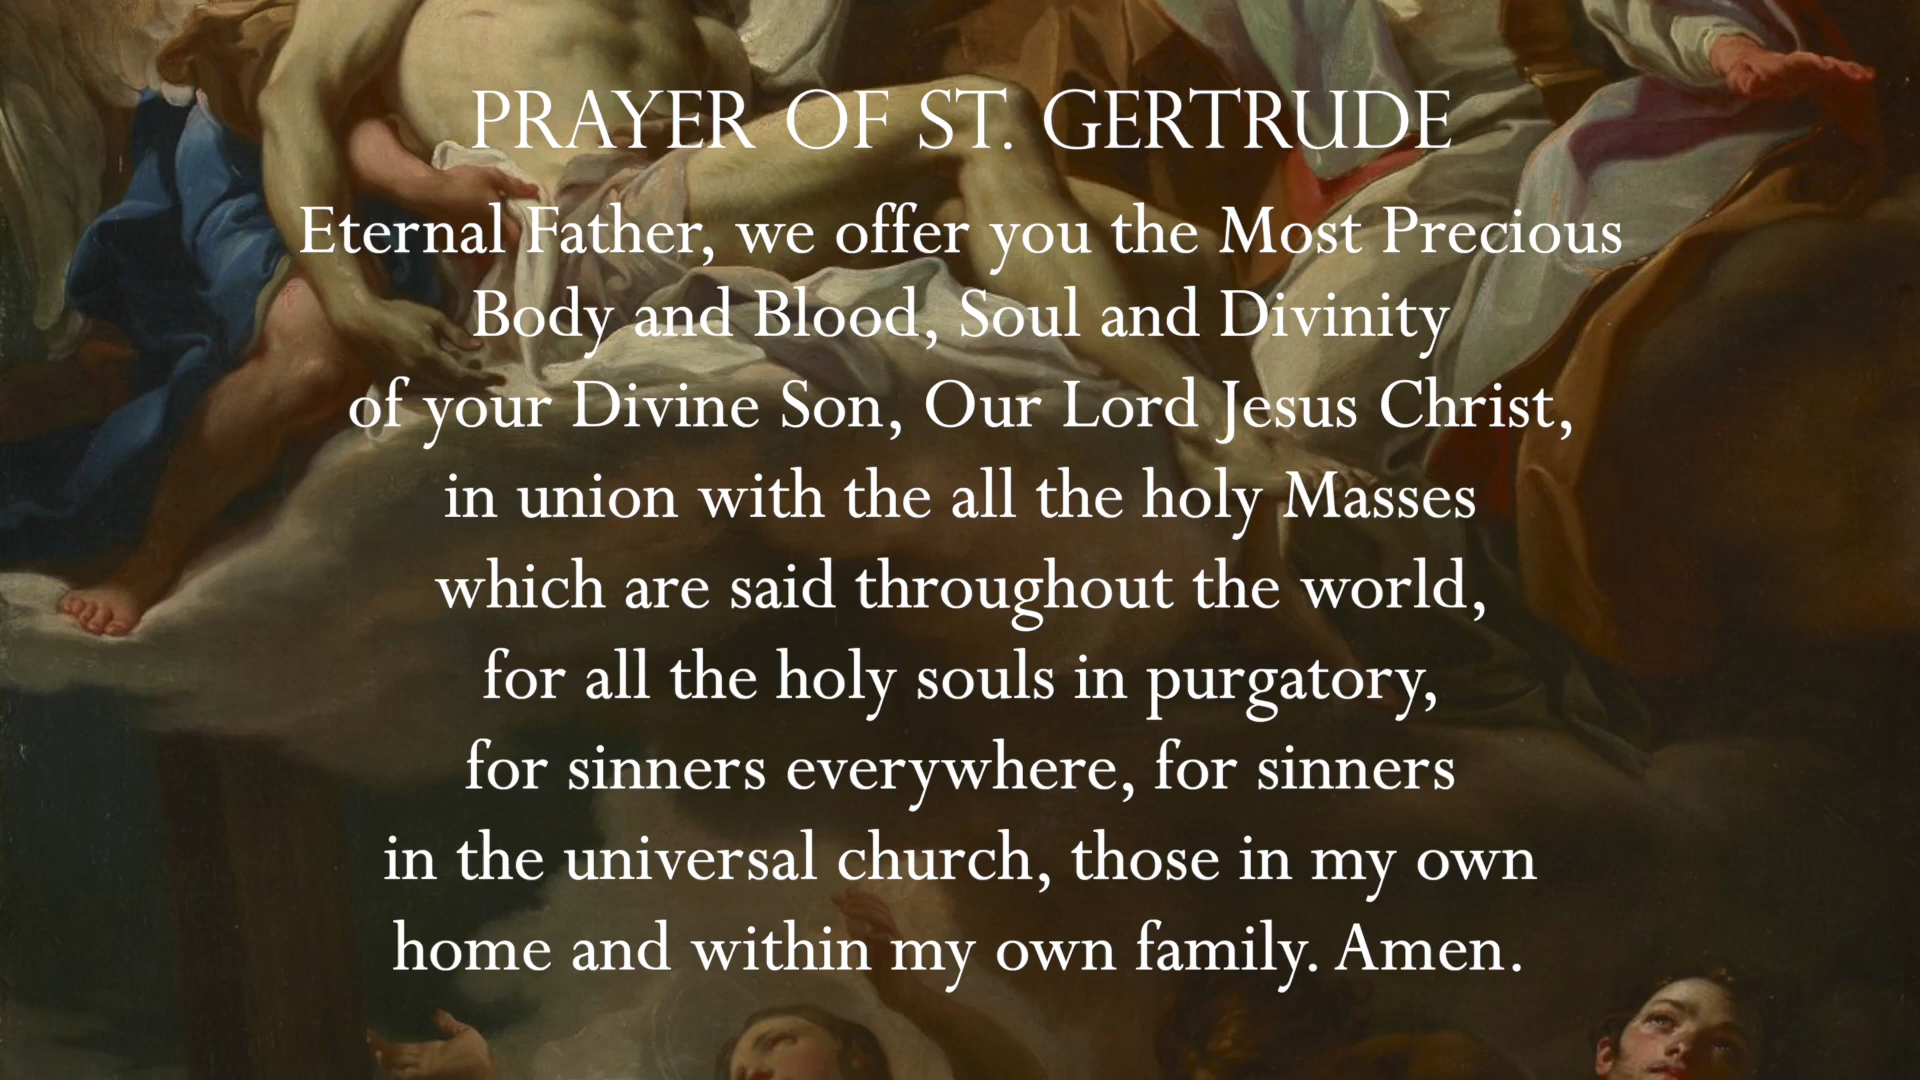 PRAYER OF ST. GERTRUDE
Eternal Father, we offer you the Most Precious
Body and Blood, Soul and Divinity
of your Divine Son, Our Lord Jesus Christ,
in union with the all the holy Masses
which are said throughout the world,
for all the holy souls in purgatory,
for sinners everywhere, for sinners
in the universal church, those in my own
home and within my own family. Amen.